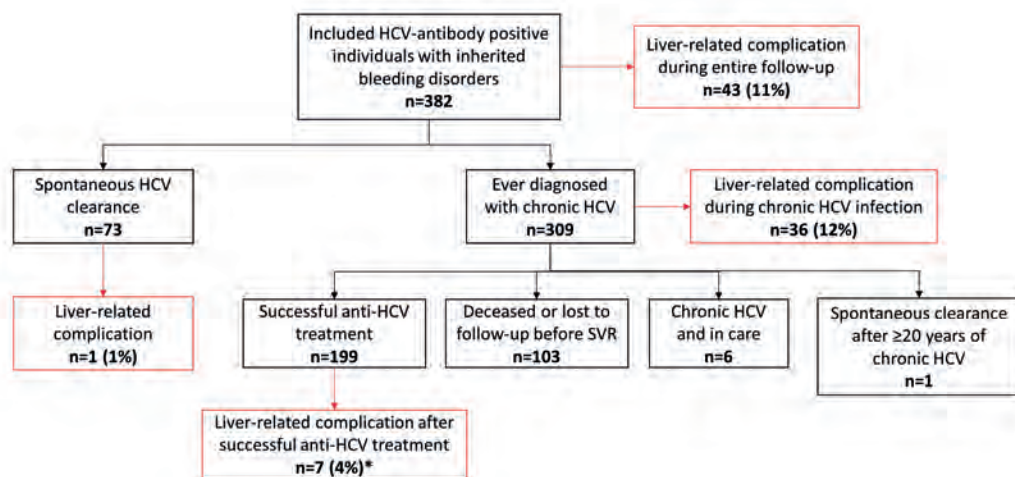 Included HCV-antibody positive
individuals with inherited
bleeding disorders
n=382
Liver-related complication
during entire follow-up
n=43 (11%)
Spontaneous HCV
clearance
n=73
Ever diagnosed
with chronic HCV
n=309
Liver-related complication
during chronic HCV infection
n=36 (12%)
Liver-related
complication
n=1 (1%)
Successful anti-HCV
treatment
n=199
Deceased or lost to
follow-up before SVR
n=103
Chronic HCV
and in care
n=6
Spontaneous clearance
after ≥20 years of
chronic HCV
n=1
Liver-related complication after
successful anti-HCV treatment
n=7 (4%)*